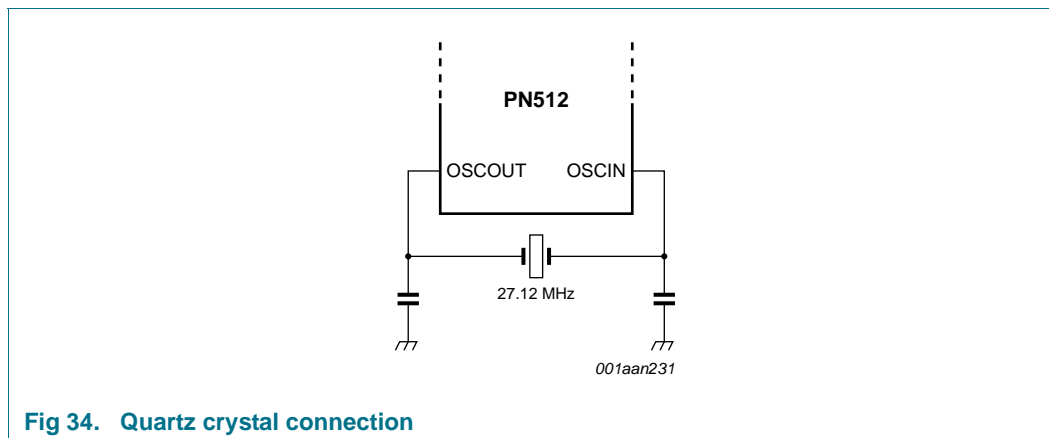 PN512
OSCOUT OSCIN
27.12 MHz
001aan231
Fig 34. Quartz crystal connection